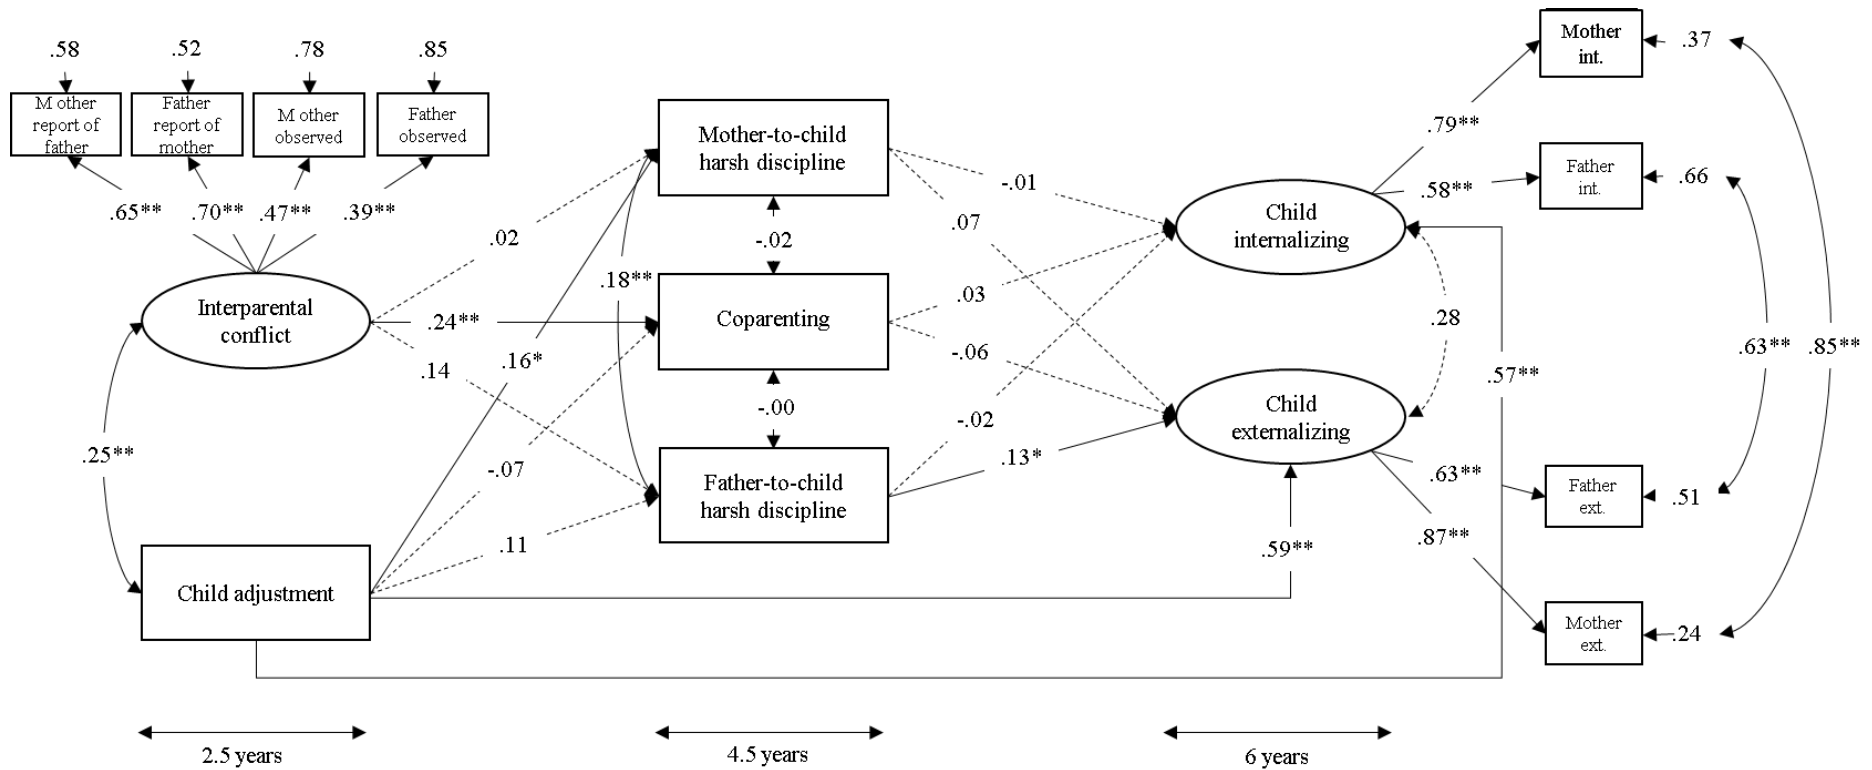 .58
.52
.78
.85
M other
report of
father
Father
report of
mother
M other
observed
Father
observed
.65**
.70**
.47**
.39**
Interparental
conflict
.25**
Child adjustment
.02
.24**
.14
.16*
-.07
.11
Mother-to-child
harsh discipline
-.02
.18**
Coparenting
-.00
Father-to-child
harsh discipline
-.01
.07
.03
-.06
-.02
.13*
Child
internalizing
.28
Child
externalizing
.59**
.57**
.79**
.58**
.63**
.87**
Mother
int.
.37
Father
int.
.66
Father
ext.
.51
Mother
ext.
.24
.63**
.85**
2.5 years
4.5 years
6 years